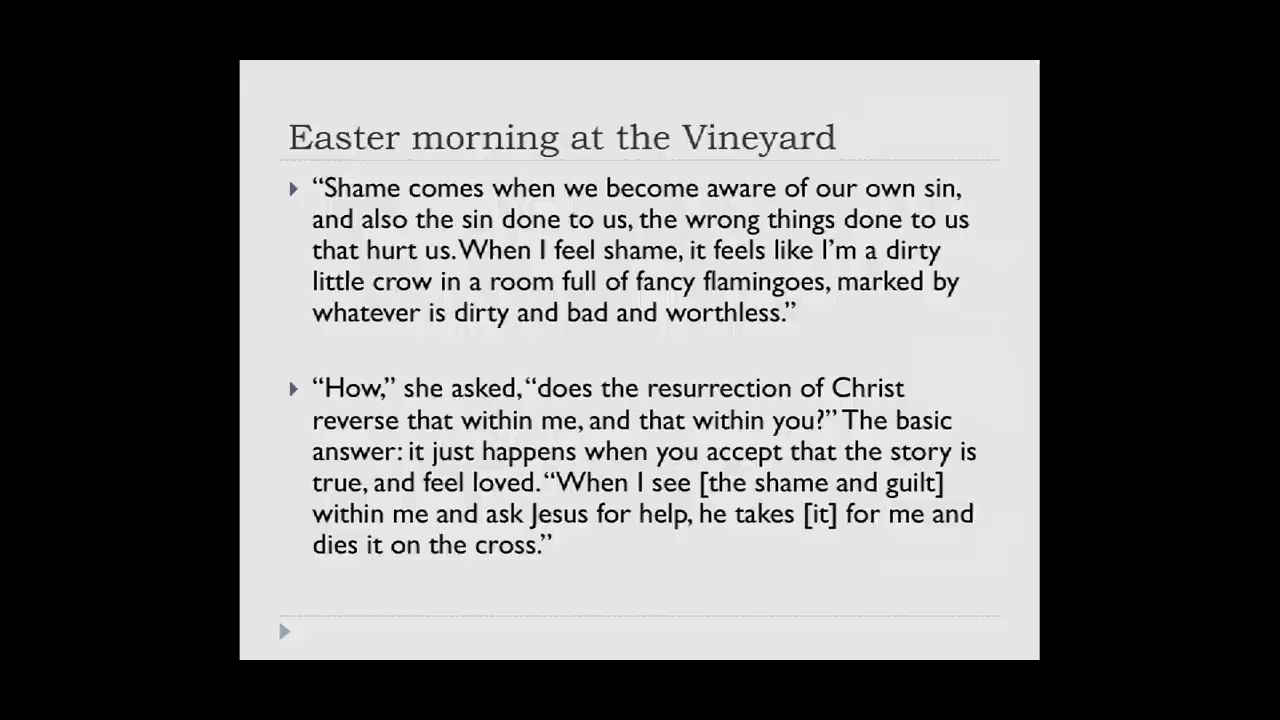 Easter morning at the Vineyard
“Shame comes when we become aware of our own sin,
and also the sin done to us, the wrong things done to us
that hurt us. When I feel shame, it feels like I’m a dirty
little crow in a room full of fancy flamingoes, marked by
whatever is dirty and bad and worthless.”
“How,” she asked, “does the resurrection of Christ
reverse that within me, and that within you?” The basic
answer: it just happens when you accept that the story is
true, and feel loved. “When I see [the shame and guilt]
within me and ask Jesus for help, he takes [it] for me and
dies it on the cross.”